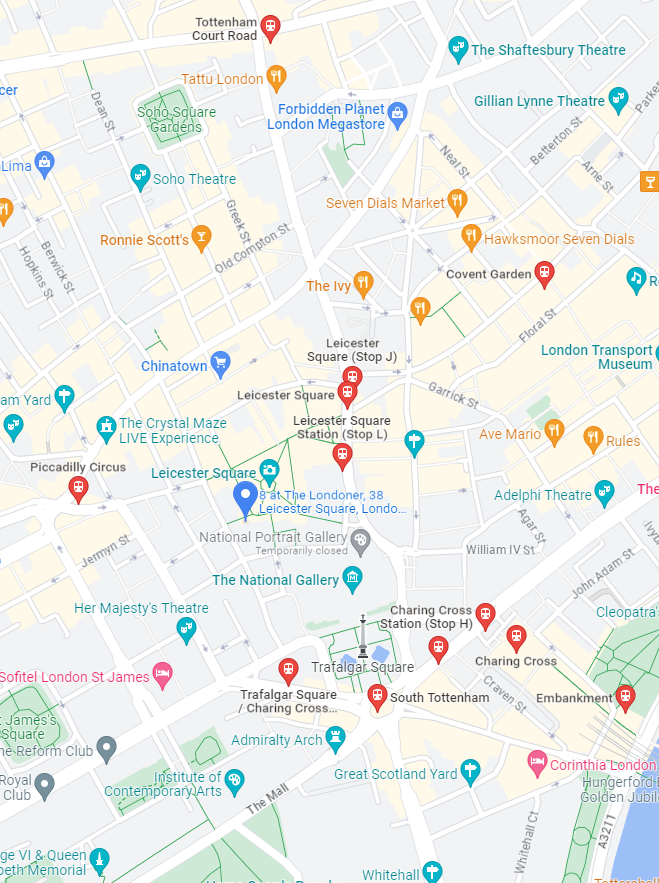 Tottenham
Court Road
The Shaftesbury Theatre
Tattu London
Gillian Lynne Theatre
Dean St
Soho Square
Gardens
Forbidden Planet
London Megastore
Betterton St
Neal St
Arne St
Lima
Soho Theatre
Seven Dials Market
Greek St
Ronnie Scott's
Old Compton St
Hawksmoor Seven Dials
Berwick St
Hopkins St
Covent Garden
The Ivy
Floral St
Leicester
Square (Stop J)
London Transport
Museum
Chinatown
Leicester Square
Garrick St
am Yard
The Crystal Maze
LIVE Experience
Leicester Square
Station (Stop L)
Ave Mario
Rules
Piccadilly Circus
Leicester Square
Adelphi Theatre
The
8 at The Londoner, 38
Leicester Square, Londo...
Agar St
National Portrait Gallery
Temporarily closed
William IV St
Jermyn St
John Adam St
The National Gallery
Her Majesty's Theatre
Charing Cross
Station (Stop H)
Cleopatra's
Charing Cross
Trafalgar Square
Sofitel London St James
Trafalgar Square
/ Charing Cross...
South Tottenham
Craven St
Embankment
t James's
Square
he Reform Club
Admiralty Arch
Royal
Club
Institute of
Contemporary Arts
Great Scotland Yard
Corinthia London
Hungerford
Golden Jubil
The Mall
Whitehall Ct
A3211
ge VI & Queen
beth Memorial
Whitehall